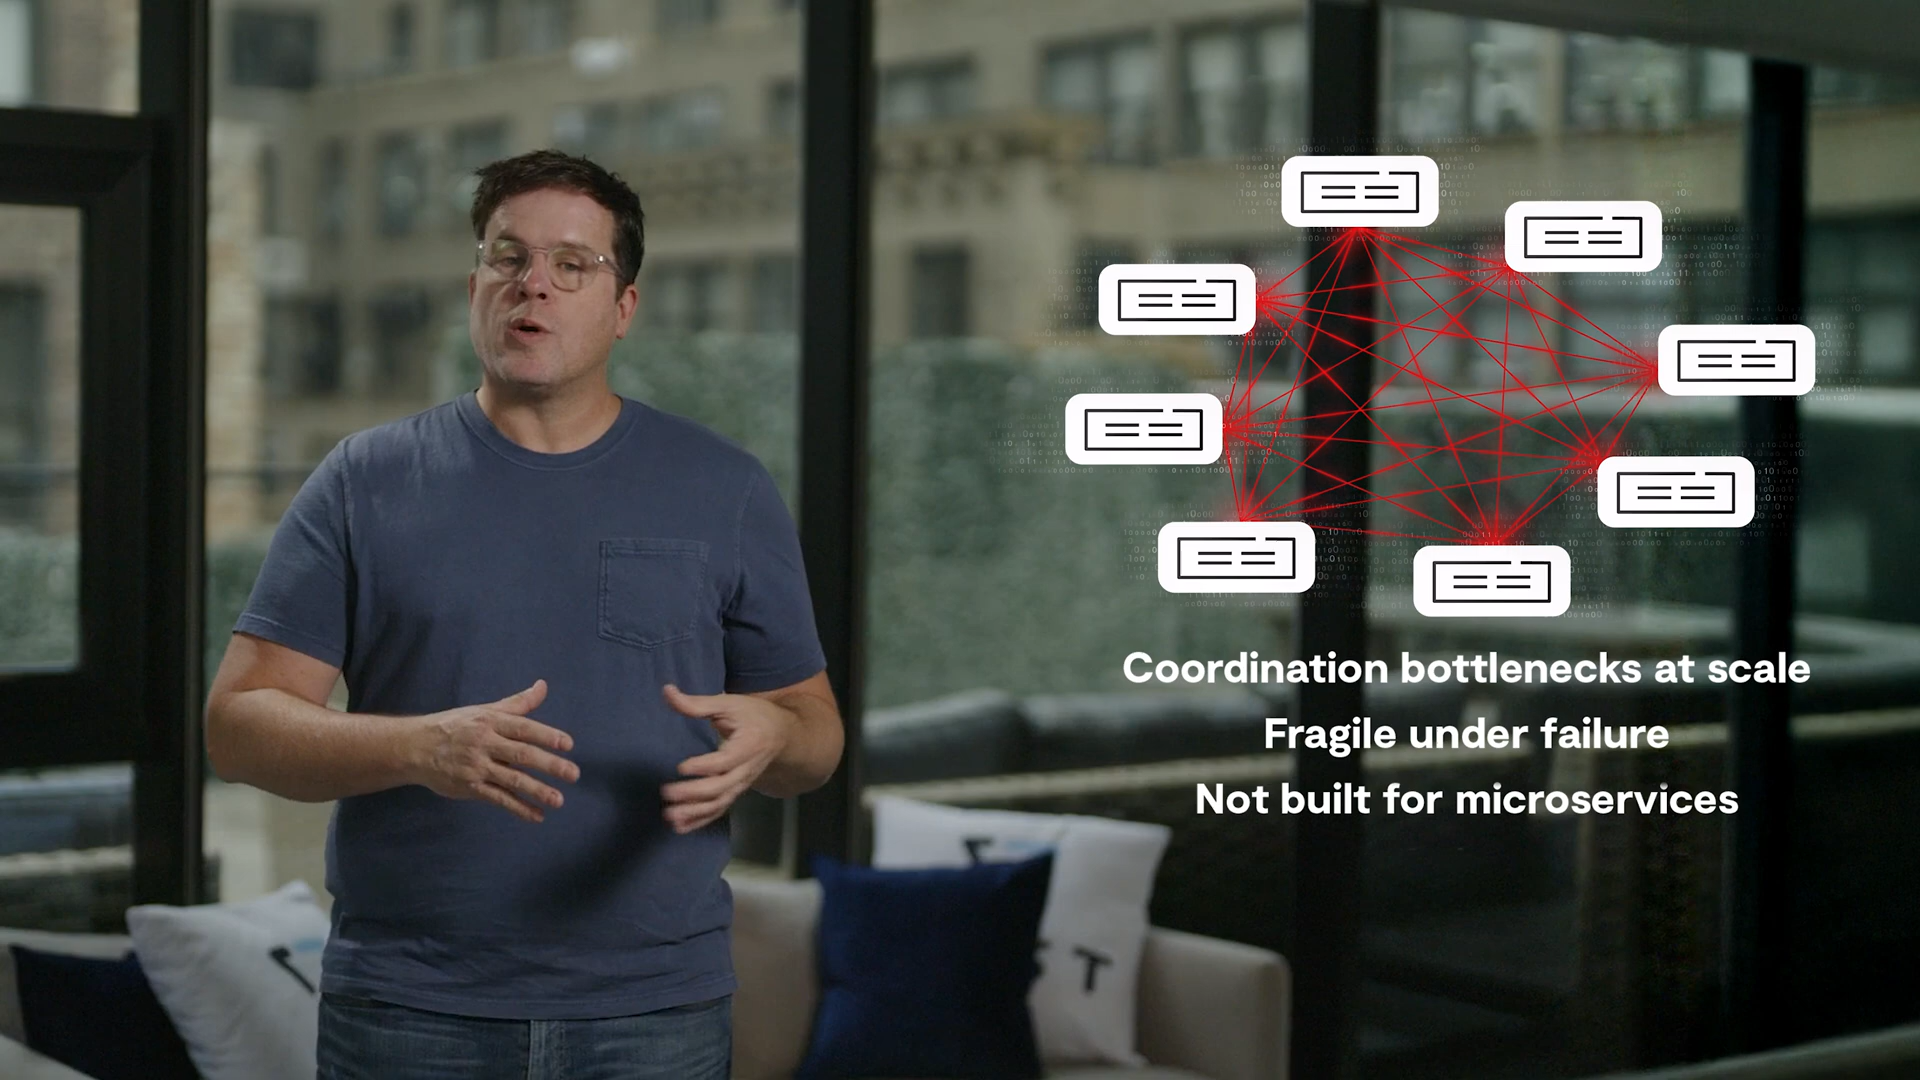 Coordination bottlenecks at scale
Fragile under failure
Not built for microservices